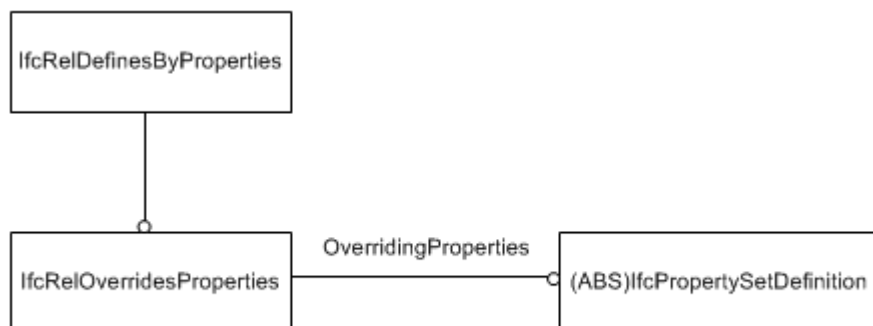 IfcRelDefinesByProperties
OverridingProperties
IfcRelOverridesProperties
(ABS)IfcPropertySetDefinition